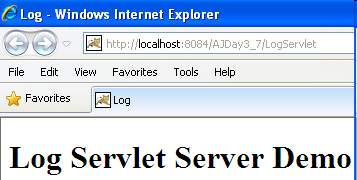 Log - Windows Internet Explorer
http://localhost:8084/AJDay3_7/LogServlet
File Edit View Favorites Tools Help
Favorites Log
Log Servlet Server Demo